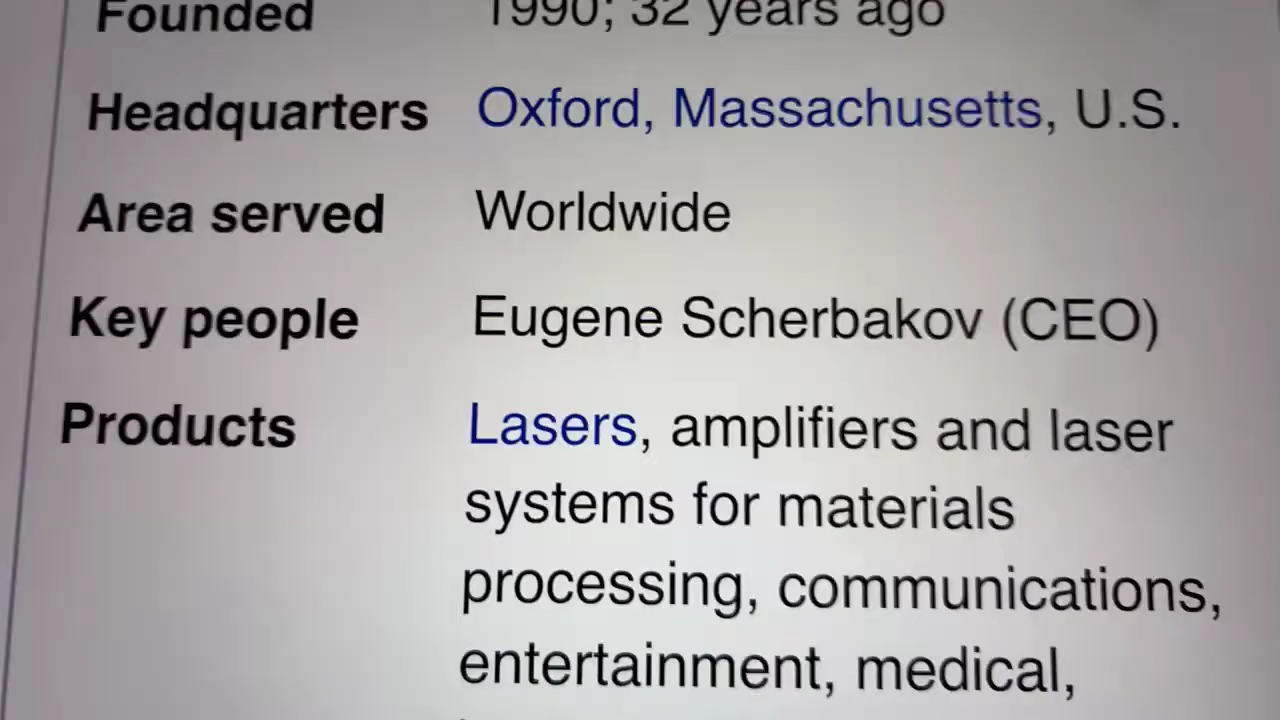 Founded 1990; 32 years ago
Headquarters Oxford, Massachusetts, U.S.
Area served Worldwide
Key people Eugene Scherbakov (CEO)
Products Lasers, amplifiers and laser
systems for materials
processing, communications,
entertainment, medical,